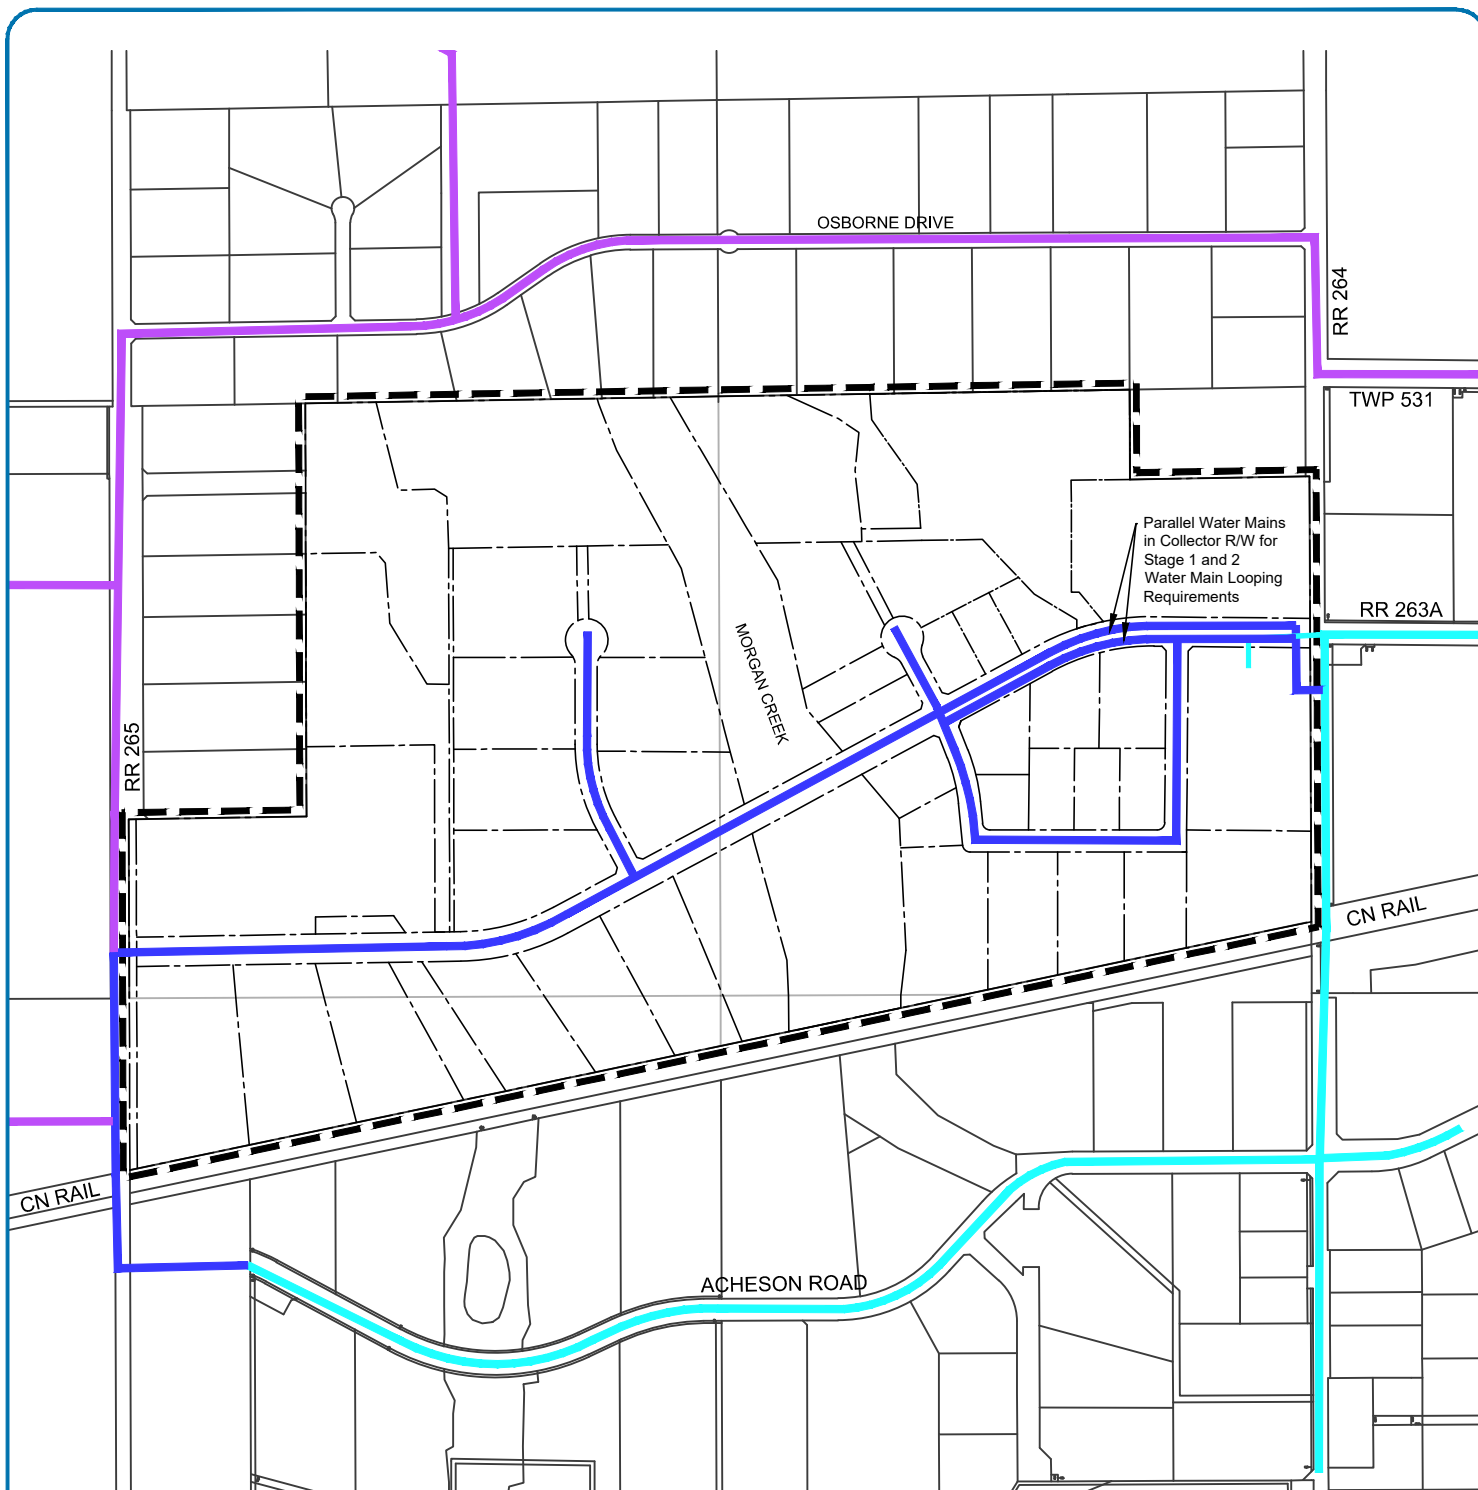 OSBORNE DRIVE
RR 264
TWP 531
Parallel Water Mains
in Collector R/W for
Stage 1 and 2
Water Main Looping
Requirements
RR 263A
MORGAN CREEK
RR 265
CN RAIL
CN RAIL
ACHESON ROAD